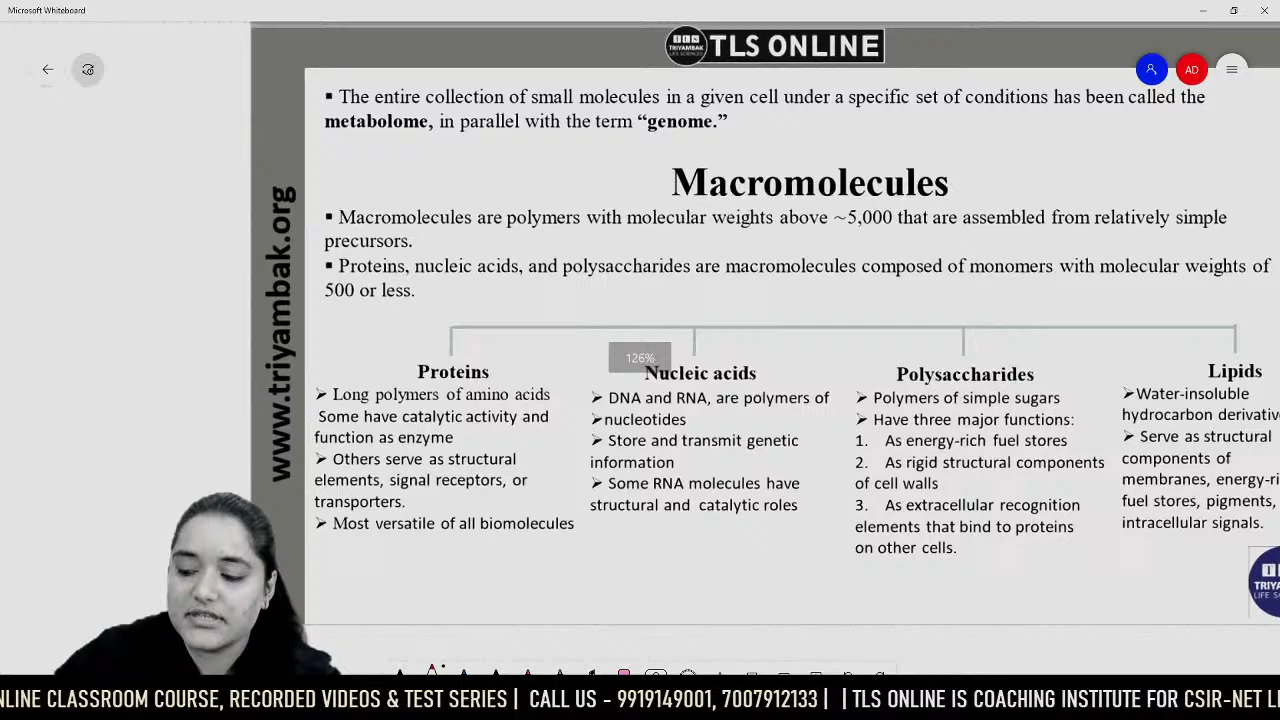 Microsoft Whiteboard
TRIYAMBAK
LIFE SCIENCES
TLS ONLINE
AD
www.triyambak.org
▪ The entire collection of small molecules in a given cell under a specific set of conditions has been called the
metabolome, in parallel with the term “genome.”
Macromolecules
▪ Macromolecules are polymers with molecular weights above ~5,000 that are assembled from relatively simple
precursors.
▪ Proteins, nucleic acids, and polysaccharides are macromolecules composed of monomers with molecular weights of
500 or less.
126%
Proteins
➢ Long polymers of amino acids
Some have catalytic activity and
function as enzyme
➢ Others serve as structural
elements, signal receptors, or
transporters.
➢ Most versatile of all biomolecules
Nucleic acids
➢ DNA and RNA, are polymers of
➢nucleotides
➢ Store and transmit genetic
information
➢ Some RNA molecules have
structural and catalytic roles
Polysaccharides
➢ Polymers of simple sugars
➢ Have three major functions:
1. As energy-rich fuel stores
2. As rigid structural components
of cell walls
3. As extracellular recognition
elements that bind to proteins
on other cells.
Lipids
➢Water-insoluble
hydrocarbon derivative
➢ Serve as structural
components of
membranes, energy-ri
fuel stores, pigments,
intracellular signals.
TRIYA
LIFE SC
NLINE CLASSROOM COURSE, RECORDED VIDEOS & TEST SERIES | CALL US - 9919149001, 7007912133 | | TLS ONLINE IS COACHING INSTITUTE FOR CSIR-NET LI